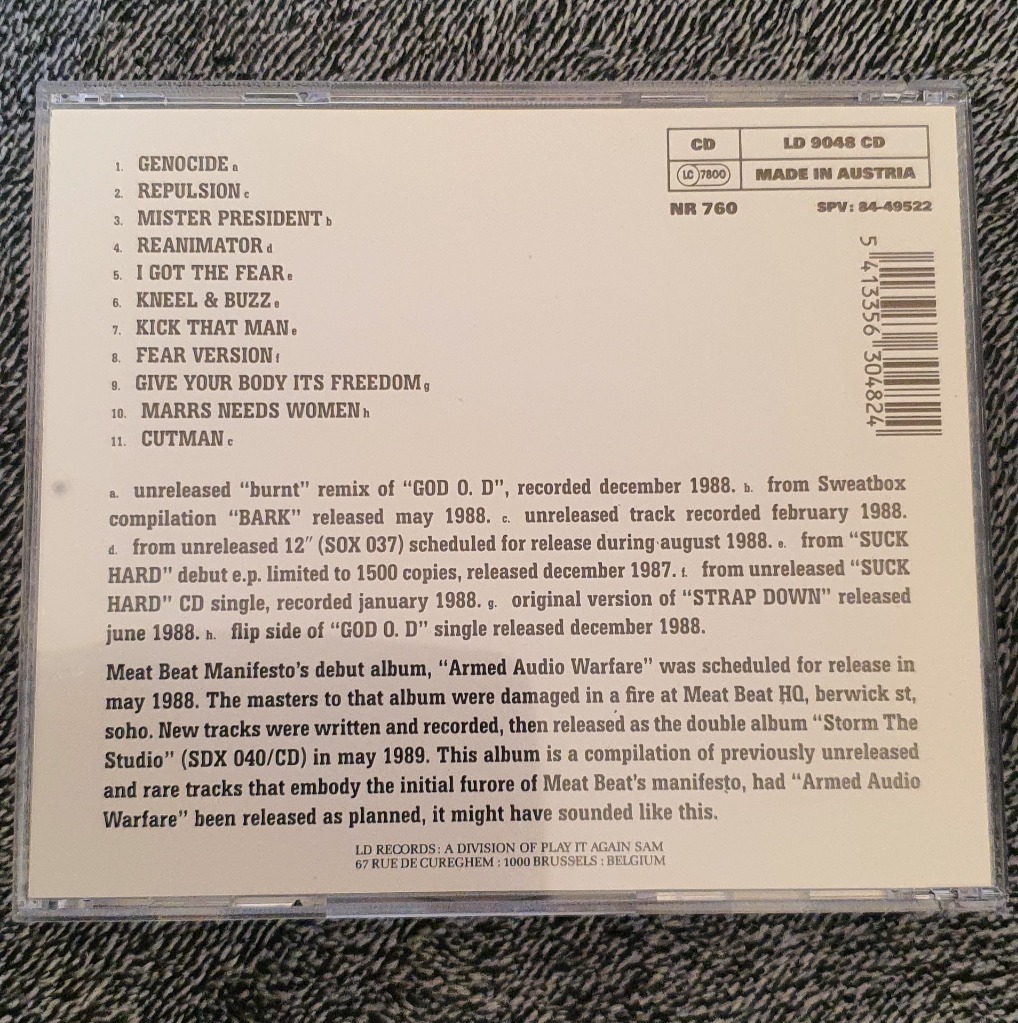 1. GENOCIDE a
2. REPULSION c
3. MISTER PRESIDENT b
4. REANIMATOR d
5. I GOT THE FEAR e
6. KNEEL & BUZZ e
7. KICK THAT MAN e
8. FEAR VERSION f
9. GIVE YOUR BODY ITS FREEDOM g
10. MARRS NEEDS WOMEN h
11. CUTMAN c
CD LD 9048 CD
LC 7800 MADE IN AUSTRIA
NR 760 SPV: 84-49522
5 413356 304824
a. unreleased "burnt" remix of "GOD O. D", recorded december 1988. b. from Sweatbox
compilation "BARK" released may 1988. c. unreleased track recorded february 1988.
d. from unreleased 12" (SOX 037) scheduled for release during august 1988. e. from "SUCK
HARD" debut e.p. limited to 1500 copies, released december 1987. f. from unreleased "SUCK
HARD" CD single, recorded january 1988. g. original version of "STRAP DOWN" released
june 1988. h. flip side of "GOD O. D" single released december 1988.
Meat Beat Manifesto's debut album, "Armed Audio Warfare" was scheduled for release in
may 1988. The masters to that album were damaged in a fire at Meat Beat HQ, berwick st,
soho. New tracks were written and recorded, then released as the double album "Storm The
Studio" (SDX 040/CD) in may 1989. This album is a compilation of previously unreleased
and rare tracks that embody the initial furore of Meat Beat's manifesto, had "Armed Audio
Warfare" been released as planned, it might have sounded like this.
LD RECORDS : A DIVISION OF PLAY IT AGAIN SAM
67 RUE DE CUREGHEM : 1000 BRUSSELS : BELGIUM